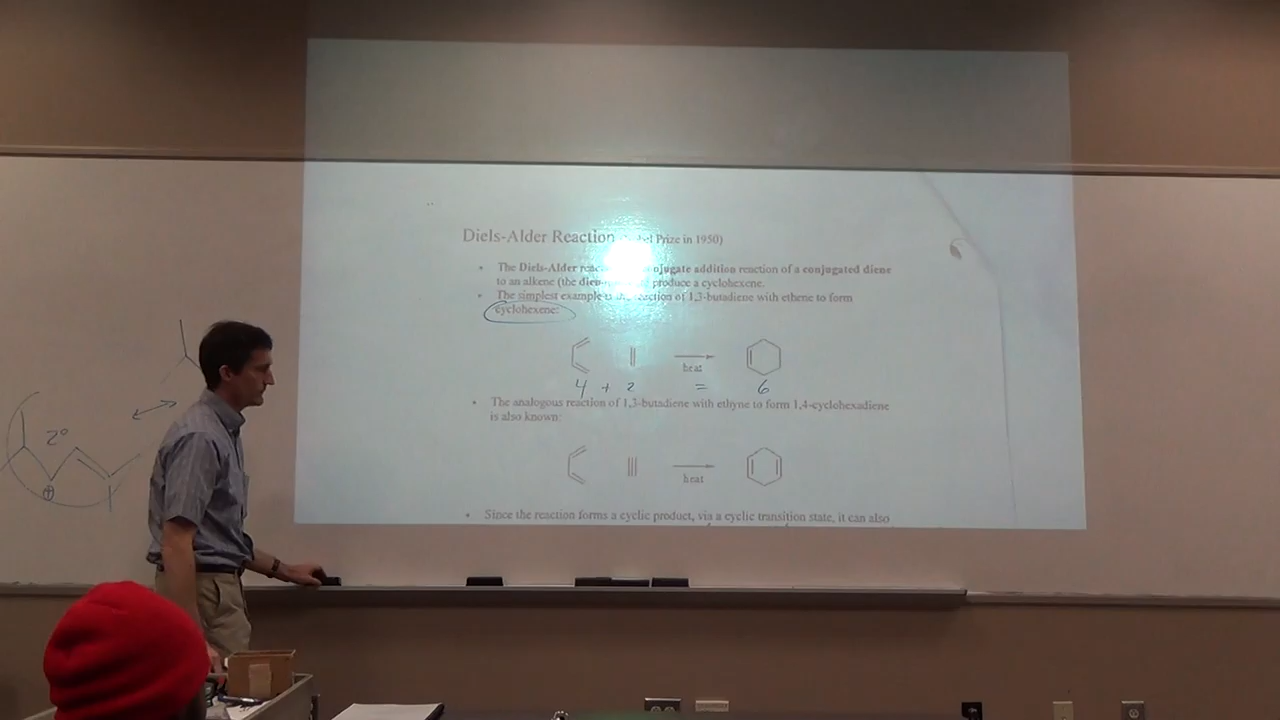 Diels-Alder Reaction Prize in 1950)
• The Diels-Alder addition reaction of a conjugated diene
to an alkene (the produce a cyclohexene.
• The simplest example is reaction of 1,3-butadiene with ethene to form
cyclohexene:
heat
4 + 2 = 6
• The analogous reaction of 1,3-butadiene with ethyne to form 1,4-cyclohexadiene
is also known:
heat
• Since the reaction forms a cyclic product, via a cyclic transition state, it can also
2°
⊕